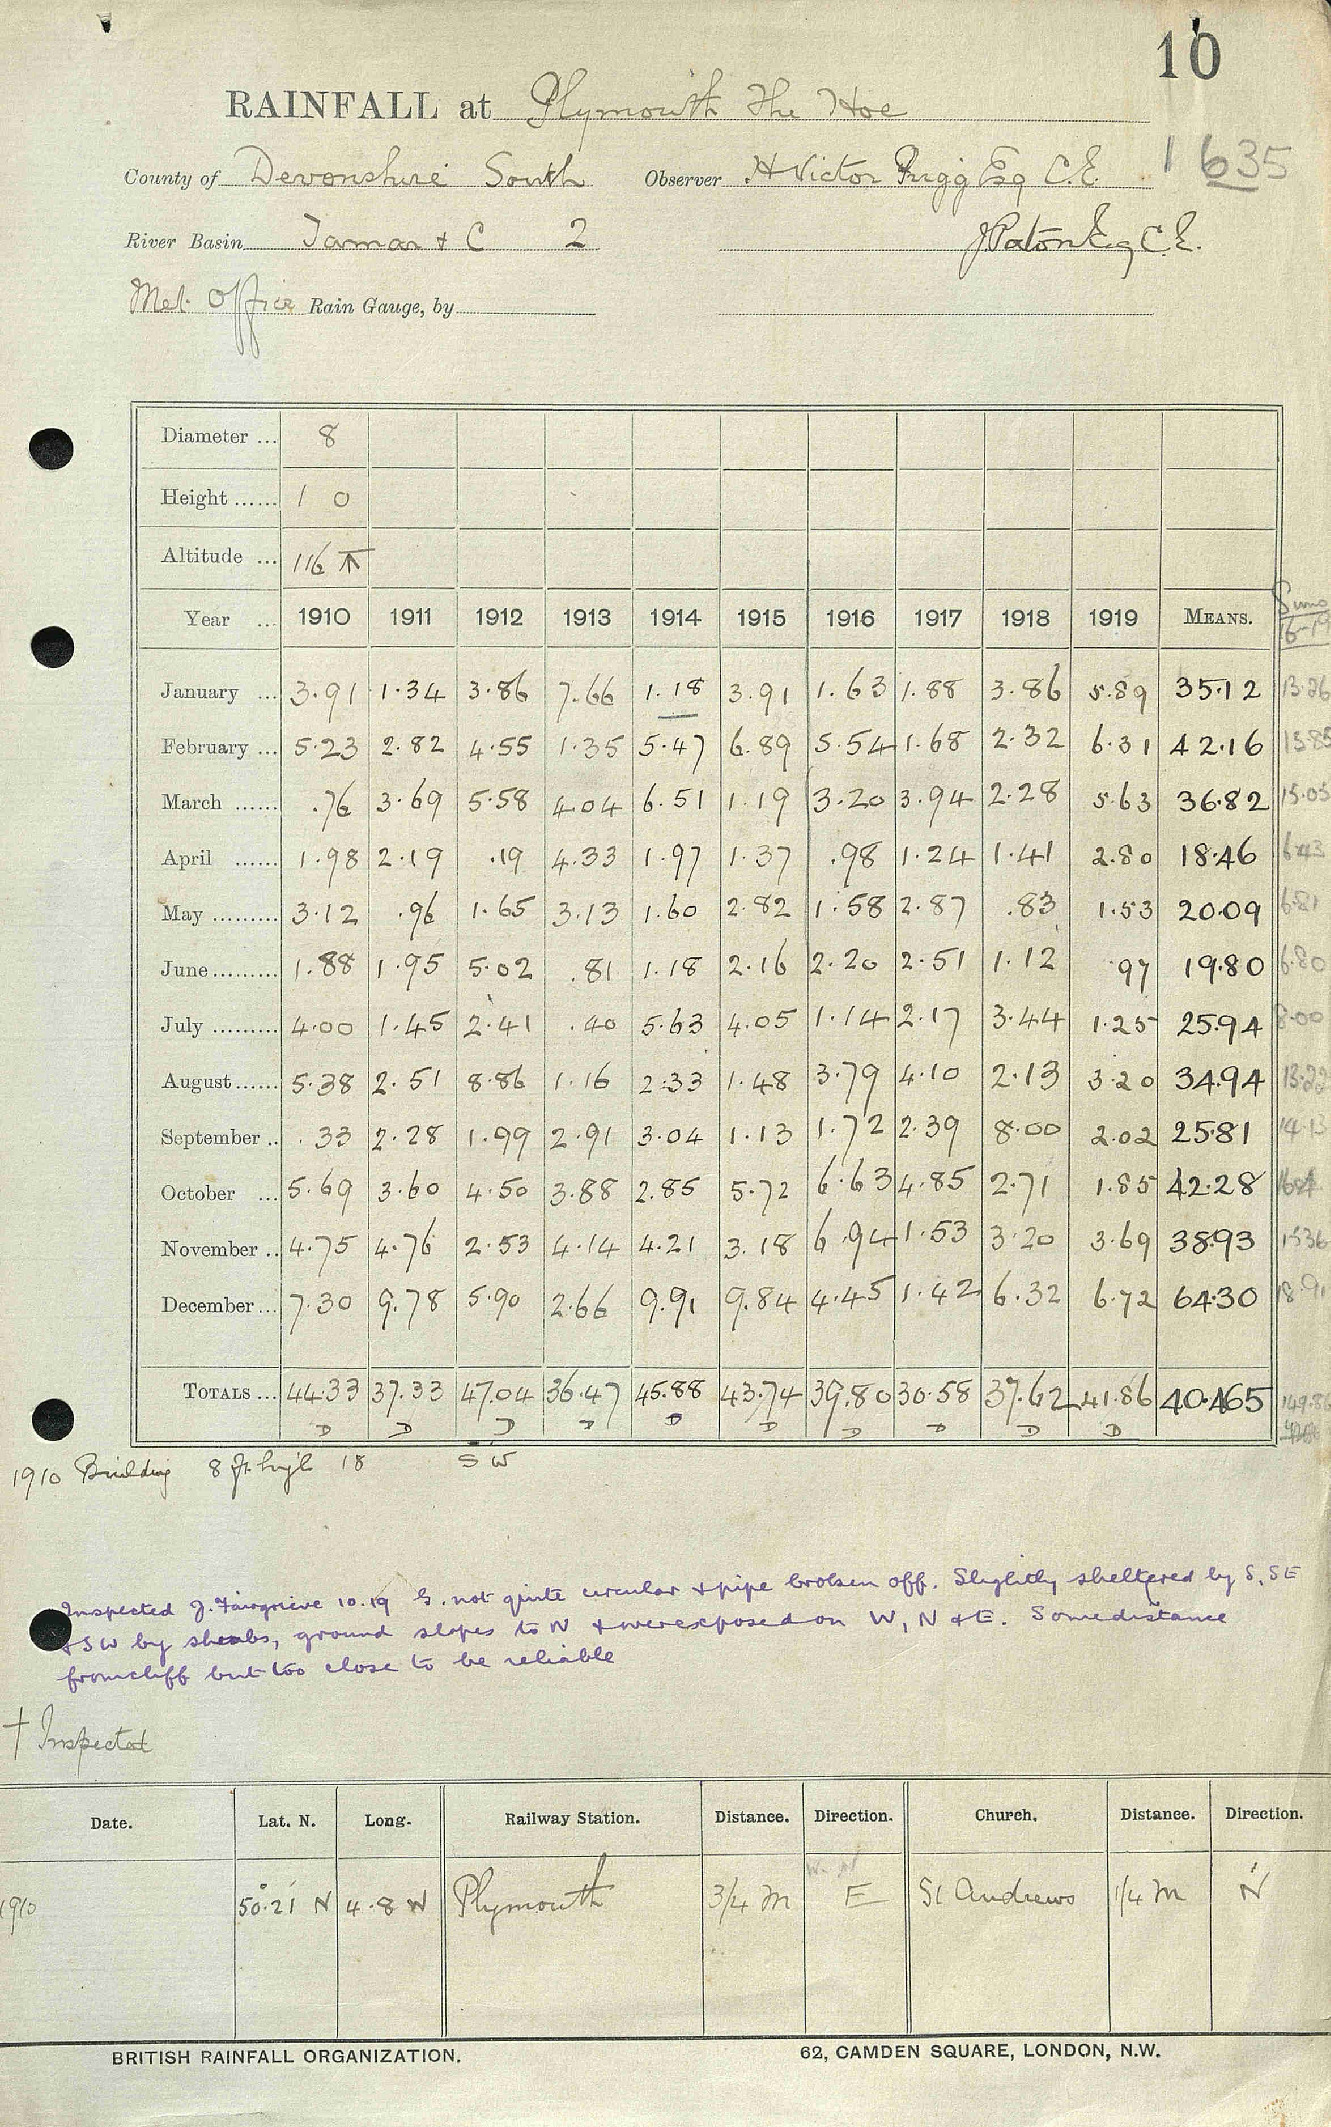 10
RAINFALL at Plymouth The Hoe
1635
County of Devonshire South Observer H Victor Prigg Esq C.E.
River Basin Tamar & C 2 J Paton Esq C.E.
Met. Office Rain Gauge, by
Diameter ... 8
Height ...... 1 0
Altitude ... 116
Year ... 1910 1911 1912 1913 1914 1915 1916 1917 1918 1919 MEANS. Sums 16-19
January ... 3.91 1.34 3.86 7.66 1.18 3.91 1.63 1.88 3.86 5.89 35.12 13.26
February ... 5.23 2.82 4.55 1.35 5.47 6.89 5.54 1.68 2.32 6.31 42.16 15.85
March ...... .76 3.69 5.58 4.04 6.51 1.19 3.20 3.94 2.28 5.63 36.82 15.05
April ...... 1.98 2.19 .19 4.33 1.97 1.37 .98 1.24 1.41 2.80 18.46 6.43
May ......... 3.12 .96 1.65 3.13 1.60 2.82 1.58 2.87 .83 1.53 20.09 6.81
June ......... 1.88 1.95 5.02 .81 1.18 2.16 2.20 2.51 1.12 .97 19.80 6.80
July ......... 4.00 1.45 2.41 .40 5.63 4.05 1.14 2.17 3.44 1.25 25.94 8.00
August ...... 5.38 2.51 8.86 1.16 2.33 1.48 3.79 4.10 2.13 3.20 34.94 13.22
September .. .33 2.28 1.99 2.91 3.04 1.13 1.72 2.39 8.00 2.02 25.81 14.13
October ... 5.69 3.60 4.50 3.88 2.85 5.72 6.63 4.85 2.71 1.85 42.28
November .. 4.75 4.76 2.53 4.14 4.21 3.18 6.94 1.53 3.20 3.69 38.93 15.36
December ... 7.30 9.78 5.90 2.66 9.91 9.84 4.45 1.42 6.32 6.72 64.30 18.91
TOTALS ... 44.33 37.33 47.04 36.47 45.88 43.74 39.80 30.58 37.62 41.86 40.465 149.86
D D D D D D D D D D
1910 Building 8 ft high 18 SW
Inspected J. Fairgrieve 10.19 G. not quite circular & pipe broken off. Slightly sheltered by S, SE
& SW by shrubs, ground slopes to N & overexposed on W, N & E. Some distance
from cliff but too close to be reliable
† Inspected
Date. Lat. N. Long. Railway Station. Distance. Direction. Church. Distance. Direction.
1910 50°21' N 4.8 W Plymouth 3/4 m E St Andrews 1/4 m N
BRITISH RAINFALL ORGANIZATION. 62, CAMDEN SQUARE, LONDON, N.W.